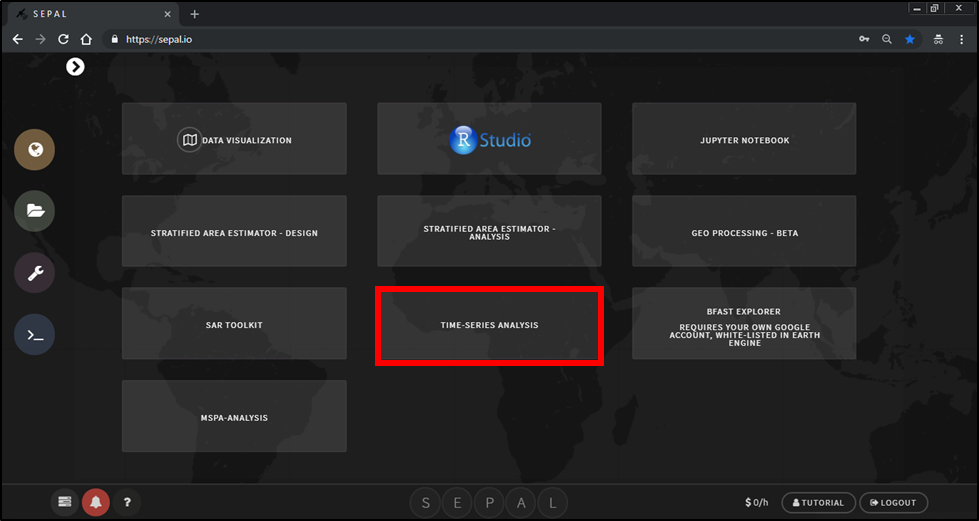 SEPAL
https://sepal.io
DATA VISUALIZATION
R Studio
JUPYTER NOTEBOOK
STRATIFIED AREA ESTIMATOR - DESIGN
STRATIFIED AREA ESTIMATOR -
ANALYSIS
GEO PROCESSING - BETA
SAR TOOLKIT
TIME-SERIES ANALYSIS
BFAST EXPLORER
REQUIRES YOUR OWN GOOGLE
ACCOUNT, WHITE-LISTED IN EARTH
ENGINE
MSPA-ANALYSIS
?
S E P A L
$ 0/h
TUTORIAL
LOGOUT